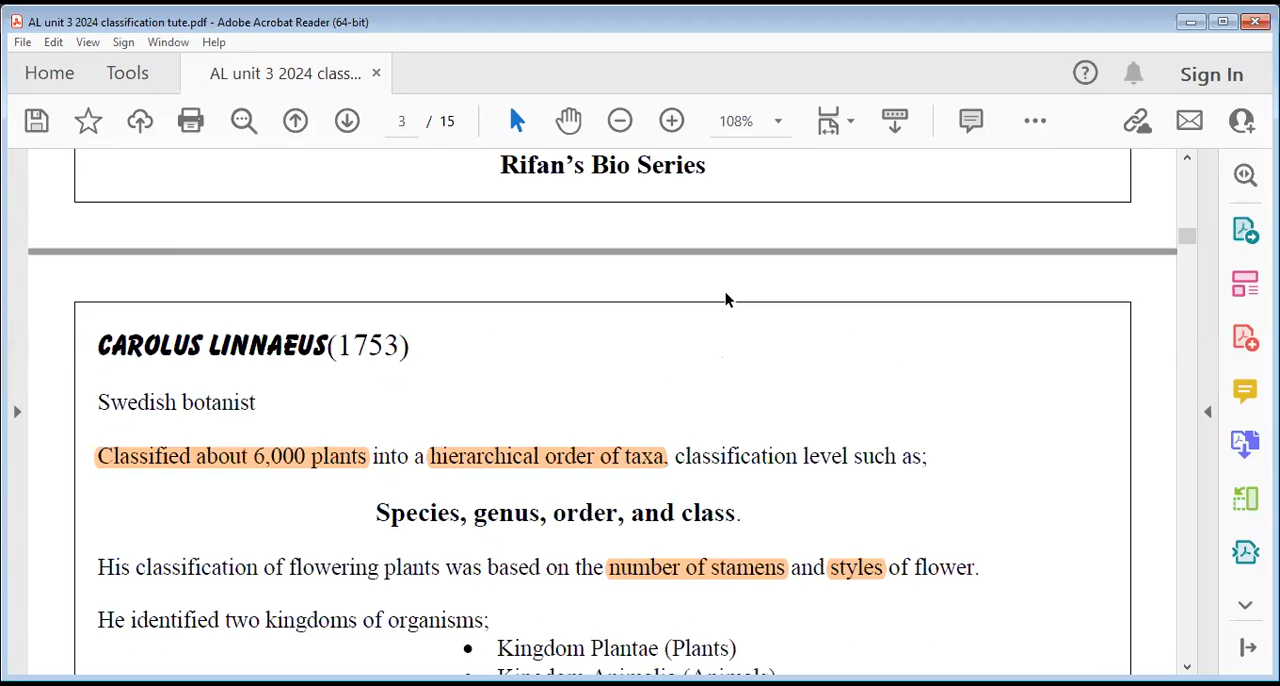 AL unit 3 2024 classification tute.pdf - Adobe Acrobat Reader (64-bit)
File Edit View Sign Window Help
Home Tools AL unit 3 2024 class... × Sign In
3 / 15 108%
Rifan's Bio Series
CAROLUS LINNAEUS(1753)
Swedish botanist
Classified about 6,000 plants into a hierarchical order of taxa, classification level such as;
Species, genus, order, and class.
His classification of flowering plants was based on the number of stamens and styles of flower.
He identified two kingdoms of organisms;
• Kingdom Plantae (Plants)
• Kingdom Animalia (Animals)